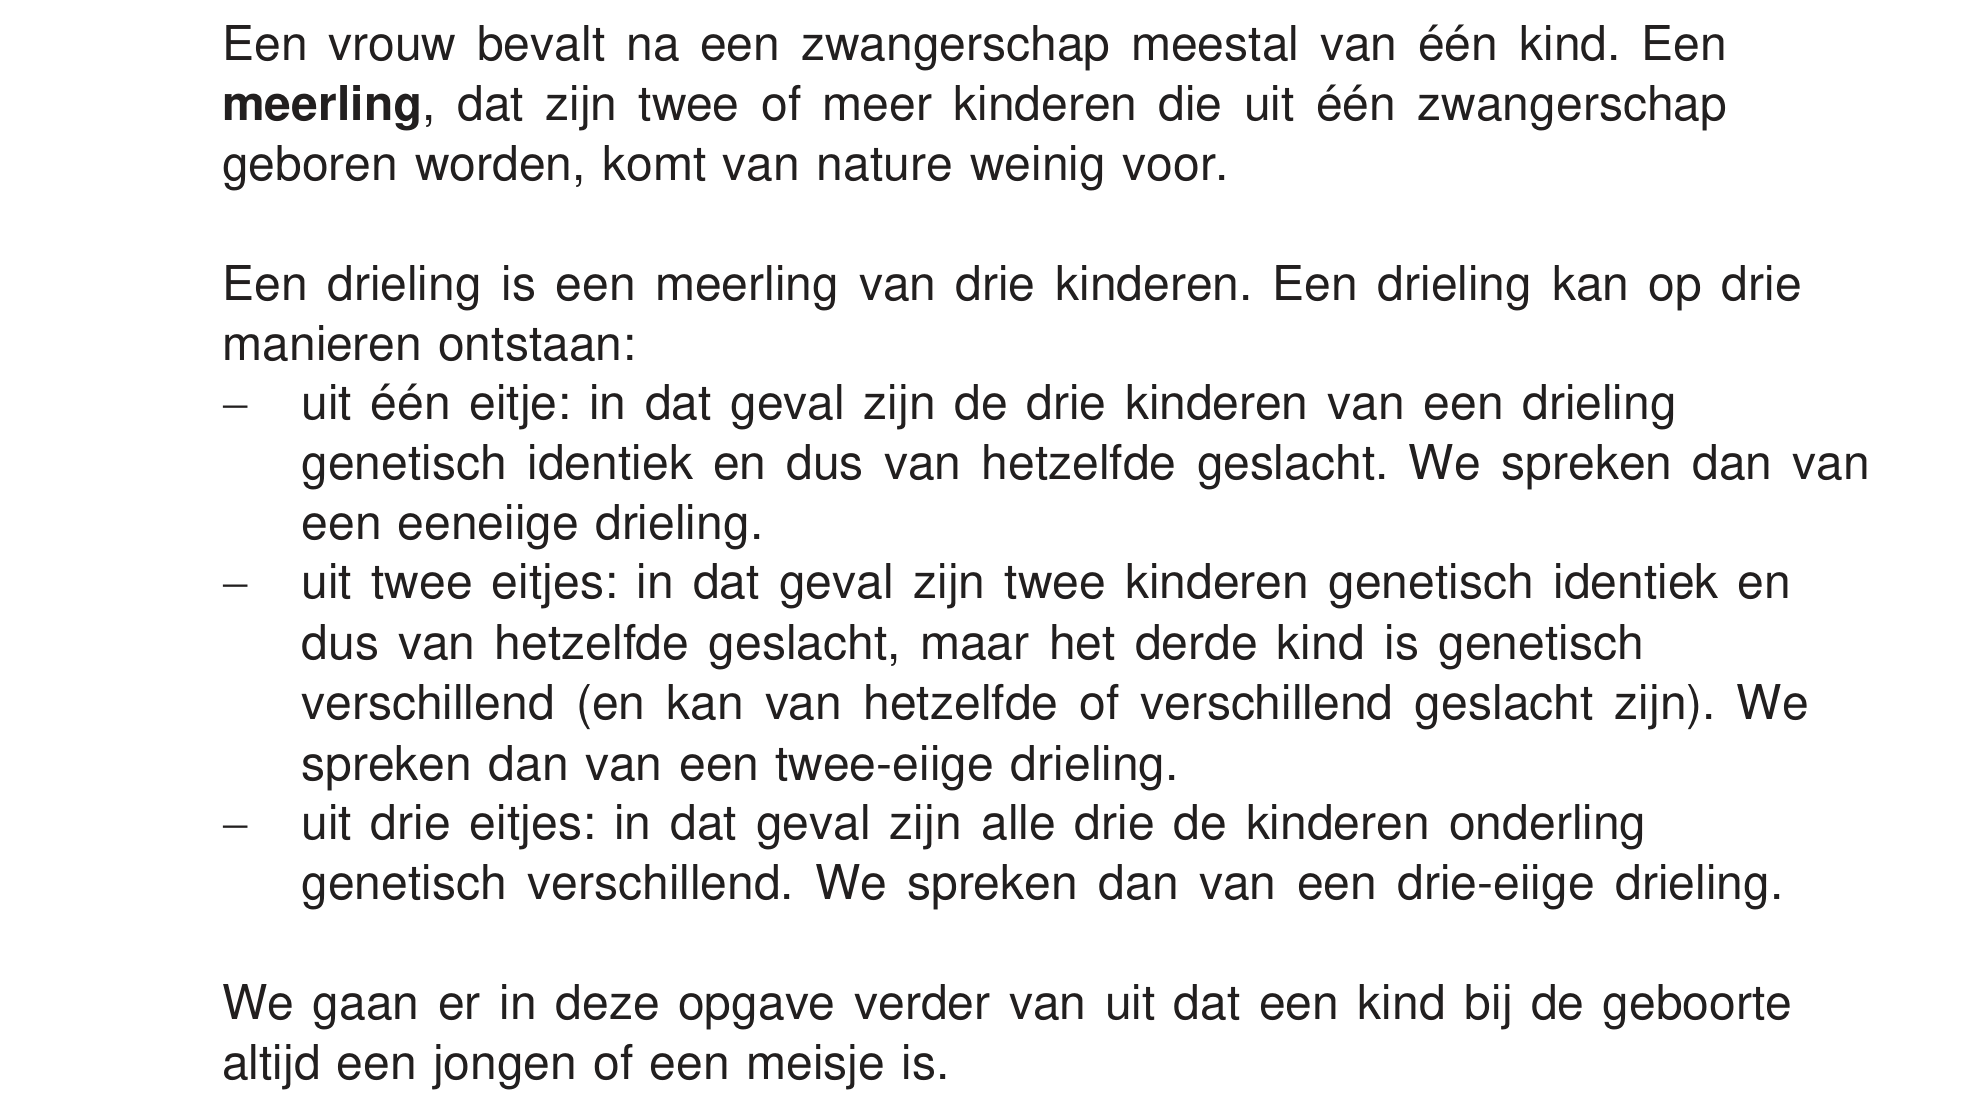 Een vrouw bevalt na een zwangerschap meestal van één kind. Een
meerling, dat zijn twee of meer kinderen die uit één zwangerschap
geboren worden, komt van nature weinig voor.
Een drieling is een meerling van drie kinderen. Een drieling kan op drie
manieren ontstaan:
– uit één eitje: in dat geval zijn de drie kinderen van een drieling
genetisch identiek en dus van hetzelfde geslacht. We spreken dan van
een eeneiige drieling.
– uit twee eitjes: in dat geval zijn twee kinderen genetisch identiek en
dus van hetzelfde geslacht, maar het derde kind is genetisch
verschillend (en kan van hetzelfde of verschillend geslacht zijn). We
spreken dan van een twee-eiige drieling.
– uit drie eitjes: in dat geval zijn alle drie de kinderen onderling
genetisch verschillend. We spreken dan van een drie-eiige drieling.
We gaan er in deze opgave verder van uit dat een kind bij de geboorte
altijd een jongen of een meisje is.